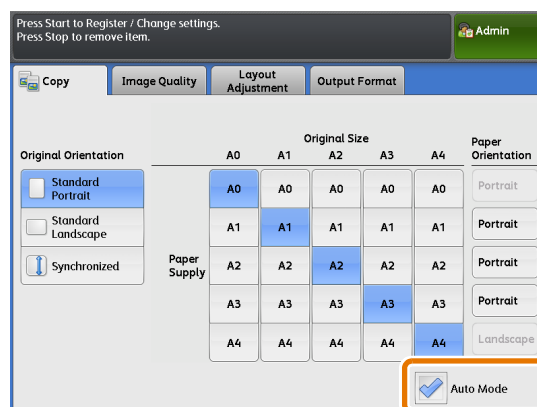 Press Start to Register / Change settings.
Press Stop to remove item.
Admin
Copy
Image Quality
Layout
Adjustment
Output Format
Original Size
Paper
Original Orientation A0 A1 A2 A3 A4 Orientation
Standard
Portrait
A0 A0 A0 A0 A0 Portrait
Standard
Landscape
A1 A1 A1 A1 A1 Portrait
Synchronized
Paper
Supply
A2 A2 A2 A2 A2 Portrait
A3 A3 A3 A3 A3 Portrait
A4 A4 A4 A4 A4 Landscape
Auto Mode